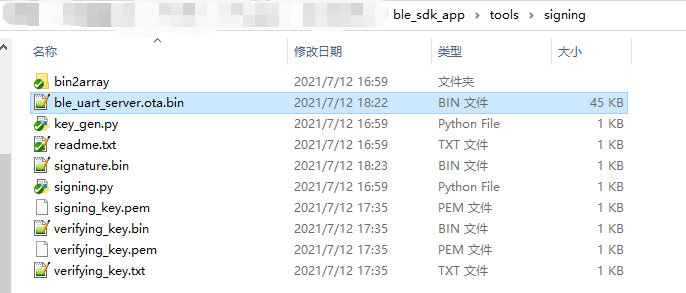 ble_sdk_app › tools › signing
名称 修改日期 类型 大小
bin2array 2021/7/12 16:59 文件夹
ble_uart_server.ota.bin 2021/7/12 18:22 BIN 文件 45 KB
key_gen.py 2021/7/12 16:59 Python File 1 KB
readme.txt 2021/7/12 16:59 TXT 文件 1 KB
signature.bin 2021/7/12 18:23 BIN 文件 1 KB
signing.py 2021/7/12 16:59 Python File 1 KB
signing_key.pem 2021/7/12 17:35 PEM 文件 1 KB
verifying_key.bin 2021/7/12 17:35 BIN 文件 1 KB
verifying_key.pem 2021/7/12 17:35 PEM 文件 1 KB
verifying_key.txt 2021/7/12 17:35 TXT 文件 1 KB